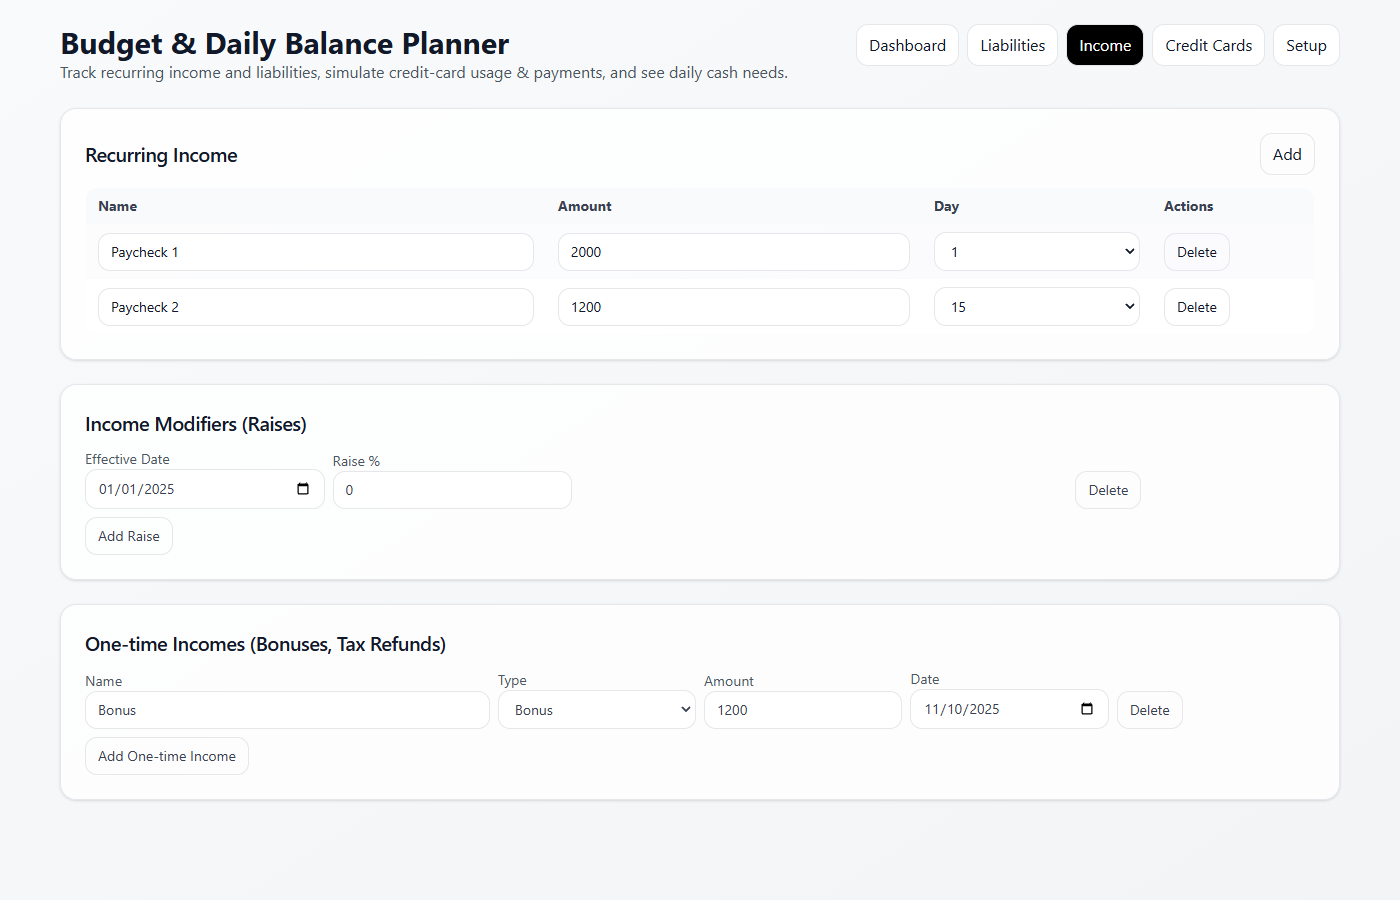 Budget & Daily Balance Planner
Track recurring income and liabilities, simulate credit-card usage & payments, and see daily cash needs.
Dashboard Liabilities Income Credit Cards Setup
Recurring Income
Add
Name Amount Day Actions
Paycheck 1 2000 1 Delete
Paycheck 2 1200 15 Delete
Income Modifiers (Raises)
Effective Date Raise %
01/01/2025 0 Delete
Add Raise
One-time Incomes (Bonuses, Tax Refunds)
Name Type Amount Date
Bonus Bonus 1200 11/10/2025 Delete
Add One-time Income